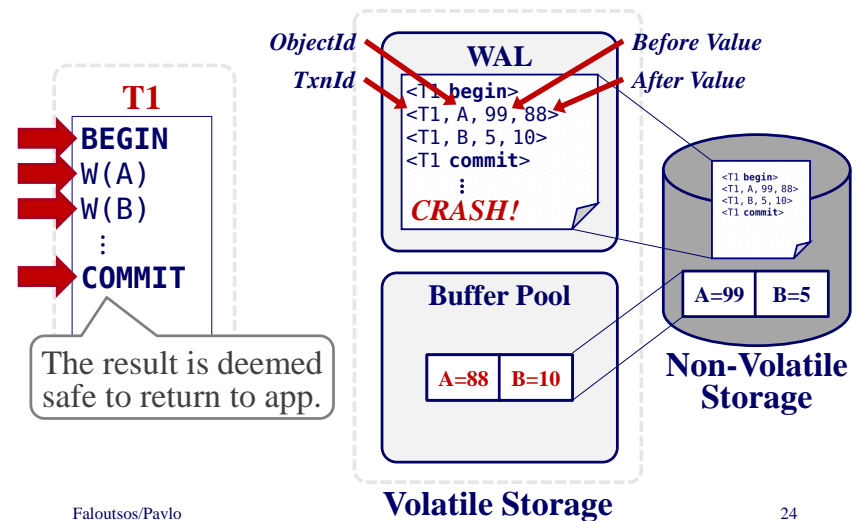 ObjectId
TxnId
Before Value
After Value
T1
BEGIN
W(A)
W(B)
⋮
COMMIT
The result is deemed
safe to return to app.
WAL
<T1 begin>
<T1, A, 99, 88>
<T1, B, 5, 10>
<T1 commit>
⋮
CRASH!
Buffer Pool
A=88 B=10
Volatile Storage
<T1 begin>
<T1, A, 99, 88>
<T1, B, 5, 10>
<T1 commit>
A=99 B=5
Non-Volatile
Storage
Faloutsos/Pavlo
24